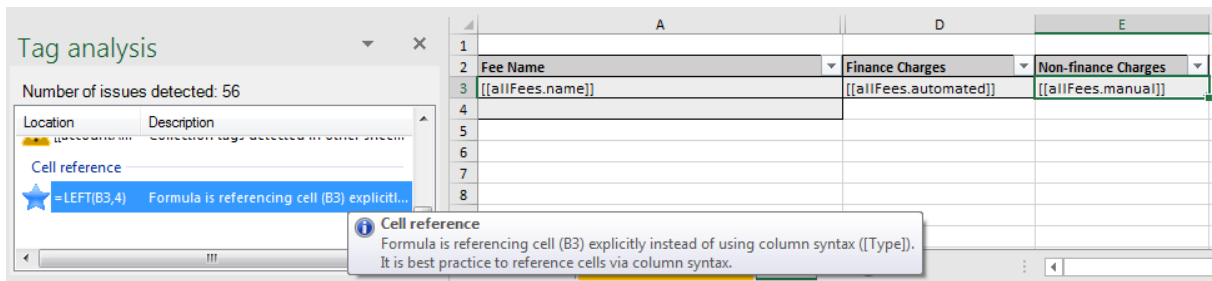 Tag analysis
Number of issues detected: 56
Location Description
Cell reference
=LEFT(B3,4) Formula is referencing cell (B3) explicitl...
Cell reference
Formula is referencing cell (B3) explicitly instead of using column syntax ([Type]).
It is best practice to reference cells via column syntax.
A D E
1
2 Fee Name Finance Charges Non-finance Charges
3 [[allFees.name]] [[allFees.automated]] [[allFees.manual]]
4
5
6
7
8